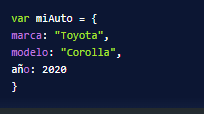 var miAuto = {
marca: "Toyota",
modelo: "Corolla",
año: 2020
}